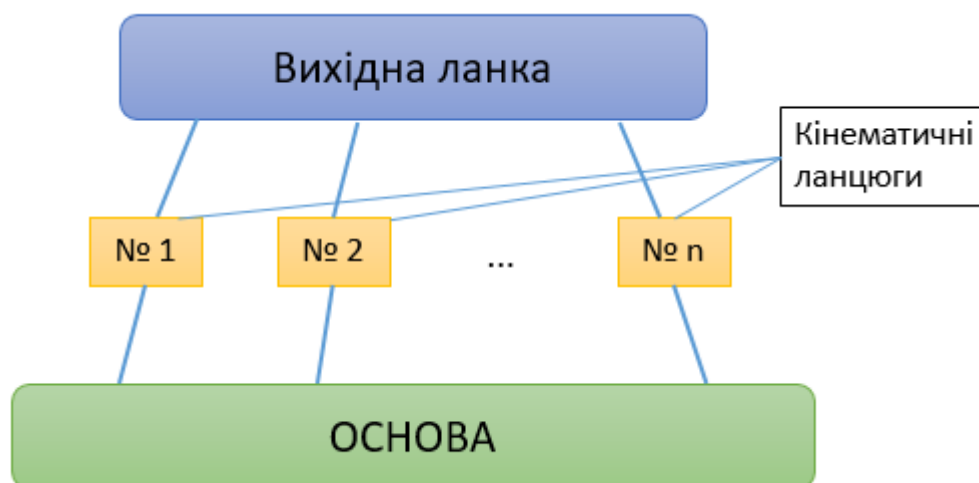 Вихідна ланка
Кінематичні
ланцюги
№ 1
№ 2
...
№ n
ОСНОВА